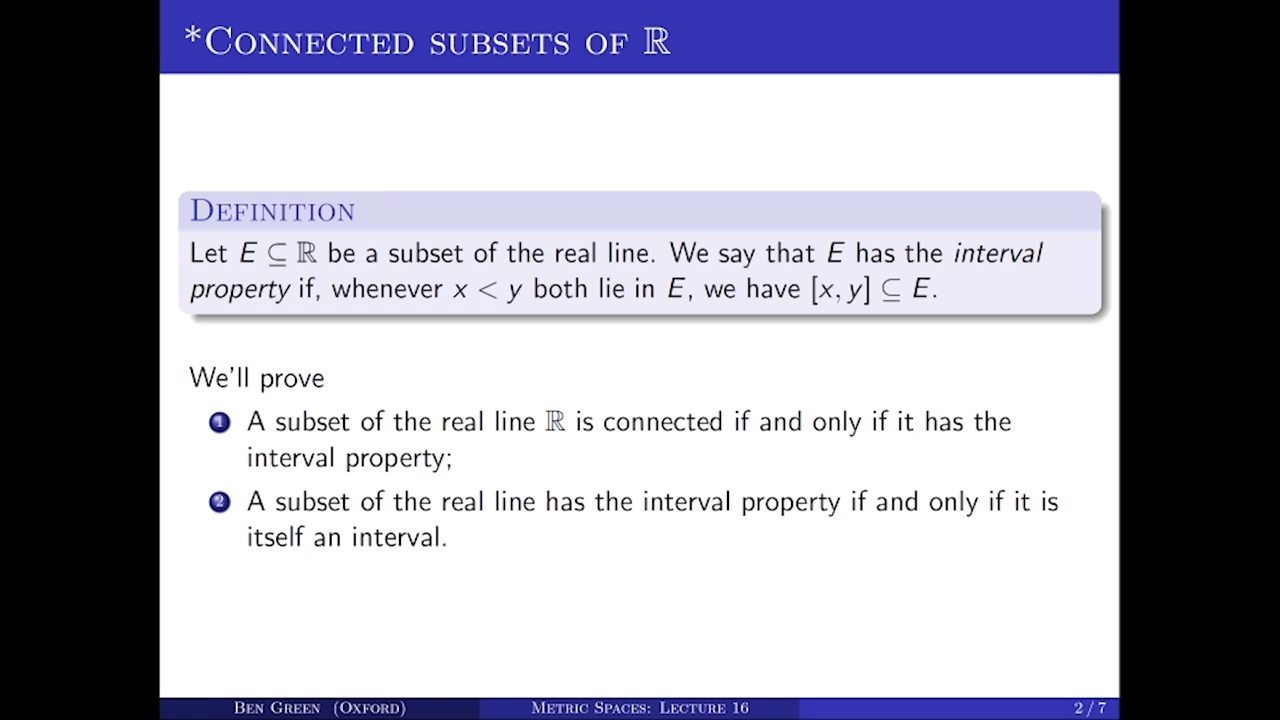 *Connected subsets of ℝ
Definition
Let E ⊆ ℝ be a subset of the real line. We say that E has the interval
property if, whenever x < y both lie in E, we have [x, y] ⊆ E.
We'll prove
1 A subset of the real line ℝ is connected if and only if it has the
interval property;
2 A subset of the real line has the interval property if and only if it is
itself an interval.
Ben Green (Oxford) Metric Spaces: Lecture 16 2 / 7